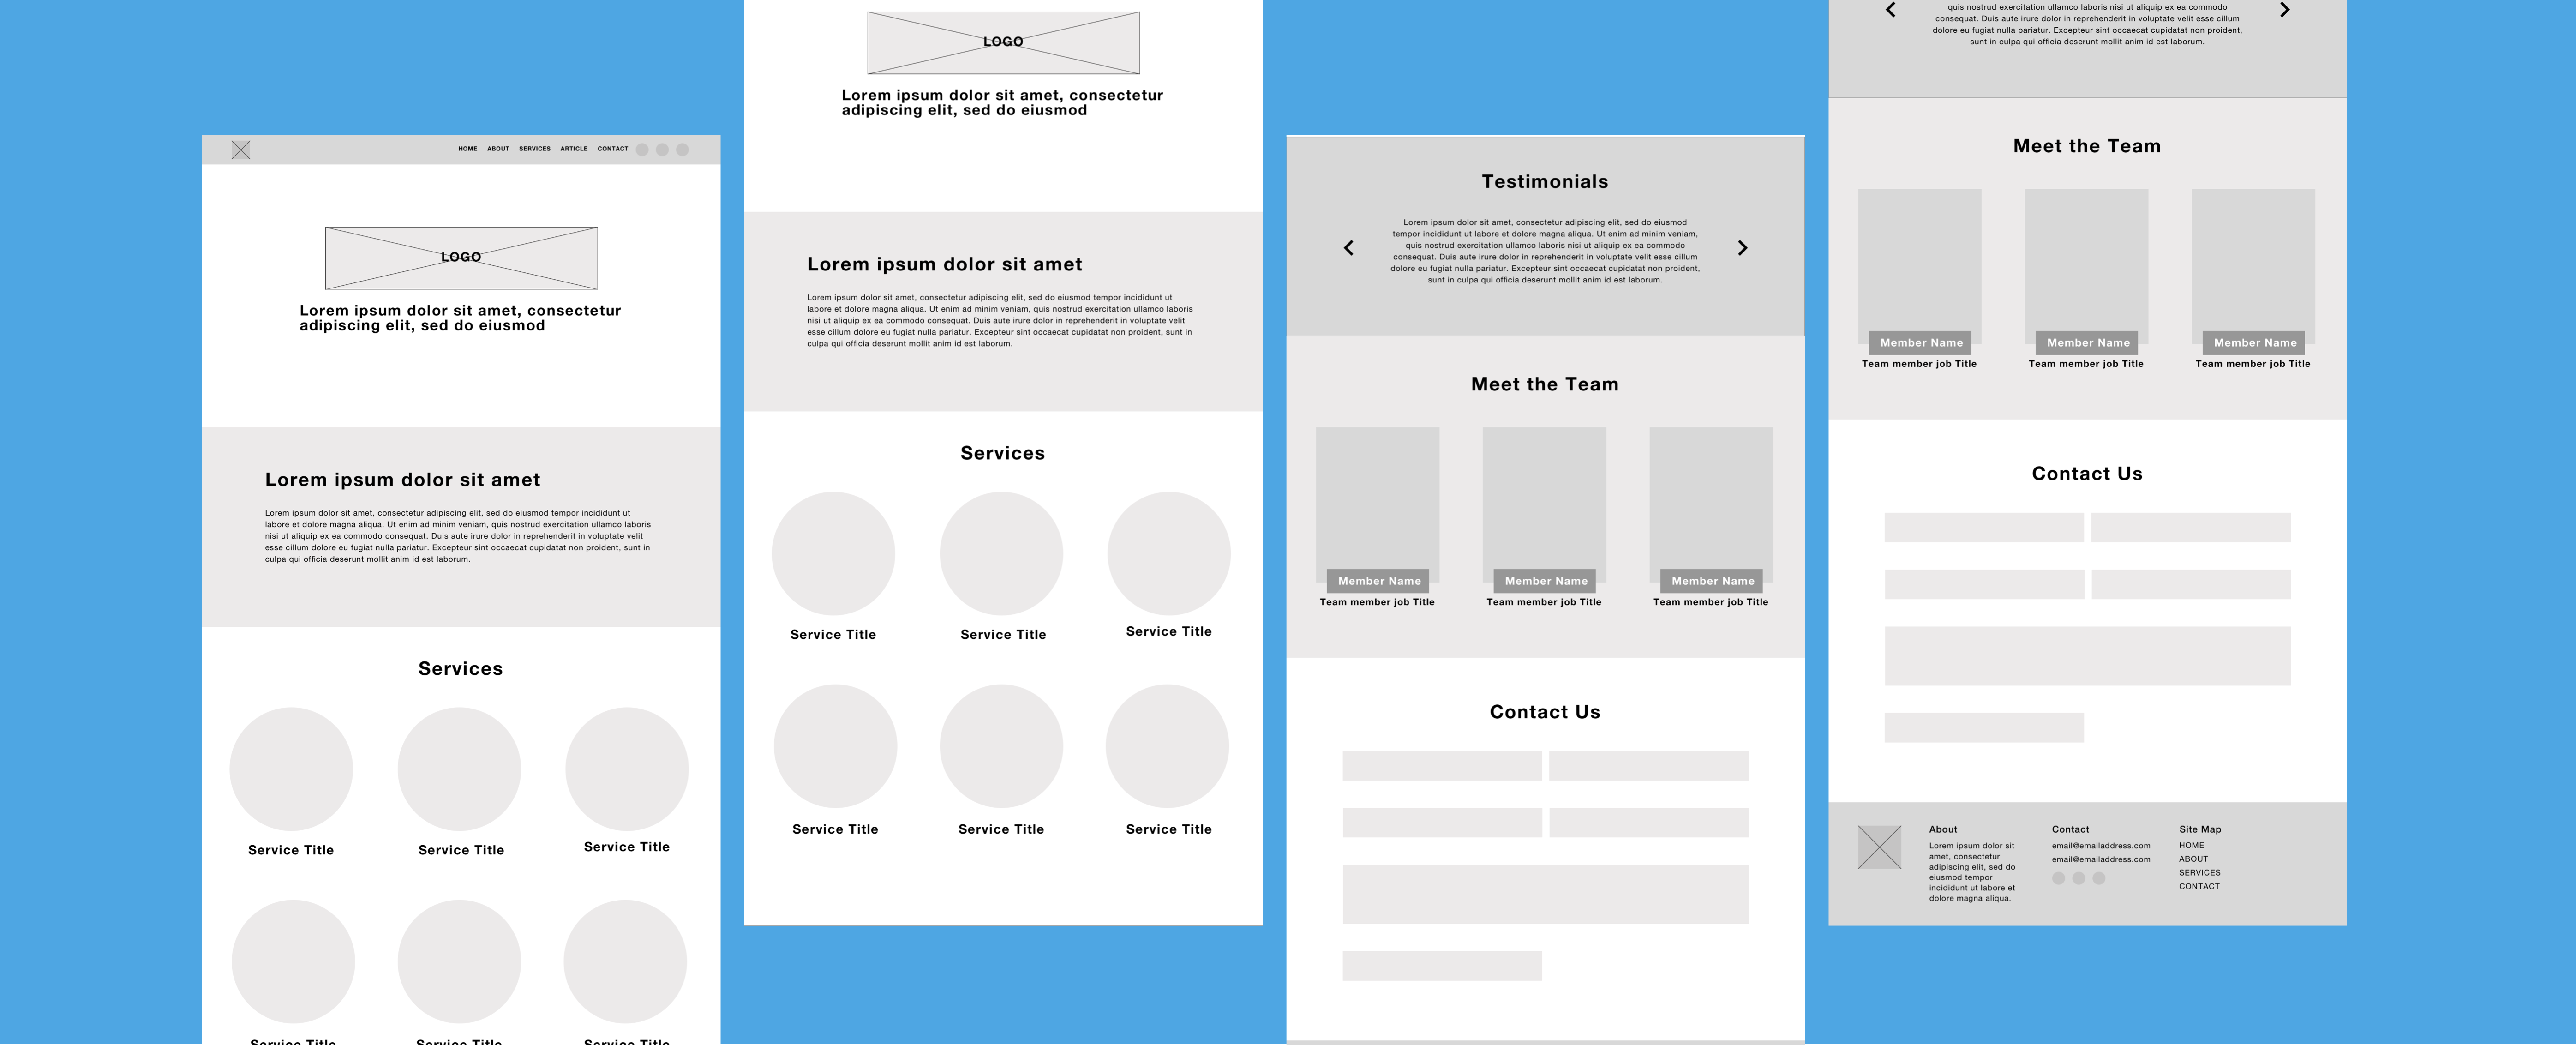 HOME ABOUT SERVICES ARTICLE CONTACT
LOGO
Lorem ipsum dolor sit amet, consectetur
adipiscing elit, sed do eiusmod
Lorem ipsum dolor sit amet
Lorem ipsum dolor sit amet, consectetur adipiscing elit, sed do eiusmod tempor incididunt ut
labore et dolore magna aliqua. Ut enim ad minim veniam, quis nostrud exercitation ullamco laboris
nisi ut aliquip ex ea commodo consequat. Duis aute irure dolor in reprehenderit in voluptate velit
esse cillum dolore eu fugiat nulla pariatur. Excepteur sint occaecat cupidatat non proident, sunt in
culpa qui officia deserunt mollit anim id est laborum.
Services
Service Title Service Title Service Title
Service Title Service Title Service Title
LOGO
Lorem ipsum dolor sit amet, consectetur
adipiscing elit, sed do eiusmod
Lorem ipsum dolor sit amet
Lorem ipsum dolor sit amet, consectetur adipiscing elit, sed do eiusmod tempor incididunt ut
labore et dolore magna aliqua. Ut enim ad minim veniam, quis nostrud exercitation ullamco laboris
nisi ut aliquip ex ea commodo consequat. Duis aute irure dolor in reprehenderit in voluptate velit
esse cillum dolore eu fugiat nulla pariatur. Excepteur sint occaecat cupidatat non proident, sunt in
culpa qui officia deserunt mollit anim id est laborum.
Services
Service Title Service Title Service Title
Service Title Service Title Service Title
Testimonials
Lorem ipsum dolor sit amet, consectetur adipiscing elit, sed do eiusmod
tempor incididunt ut labore et dolore magna aliqua. Ut enim ad minim veniam,
quis nostrud exercitation ullamco laboris nisi ut aliquip ex ea commodo
consequat. Duis aute irure dolor in reprehenderit in voluptate velit esse cillum
dolore eu fugiat nulla pariatur. Excepteur sint occaecat cupidatat non proident,
sunt in culpa qui officia deserunt mollit anim id est laborum.
Meet the Team
Member Name Member Name Member Name
Team member job Title Team member job Title Team member job Title
Contact Us
quis nostrud exercitation ullamco laboris nisi ut aliquip ex ea commodo
consequat. Duis aute irure dolor in reprehenderit in voluptate velit esse cillum
dolore eu fugiat nulla pariatur. Excepteur sint occaecat cupidatat non proident,
sunt in culpa qui officia deserunt mollit anim id est laborum.
Meet the Team
Member Name Member Name Member Name
Team member job Title Team member job Title Team member job Title
Contact Us
About
Lorem ipsum dolor sit
amet, consectetur
adipiscing elit, sed do
eiusmod tempor
incididunt ut labore et
dolore magna aliqua.
Contact
email@emailaddress.com
email@emailaddress.com
Site Map
HOME
ABOUT
SERVICES
CONTACT